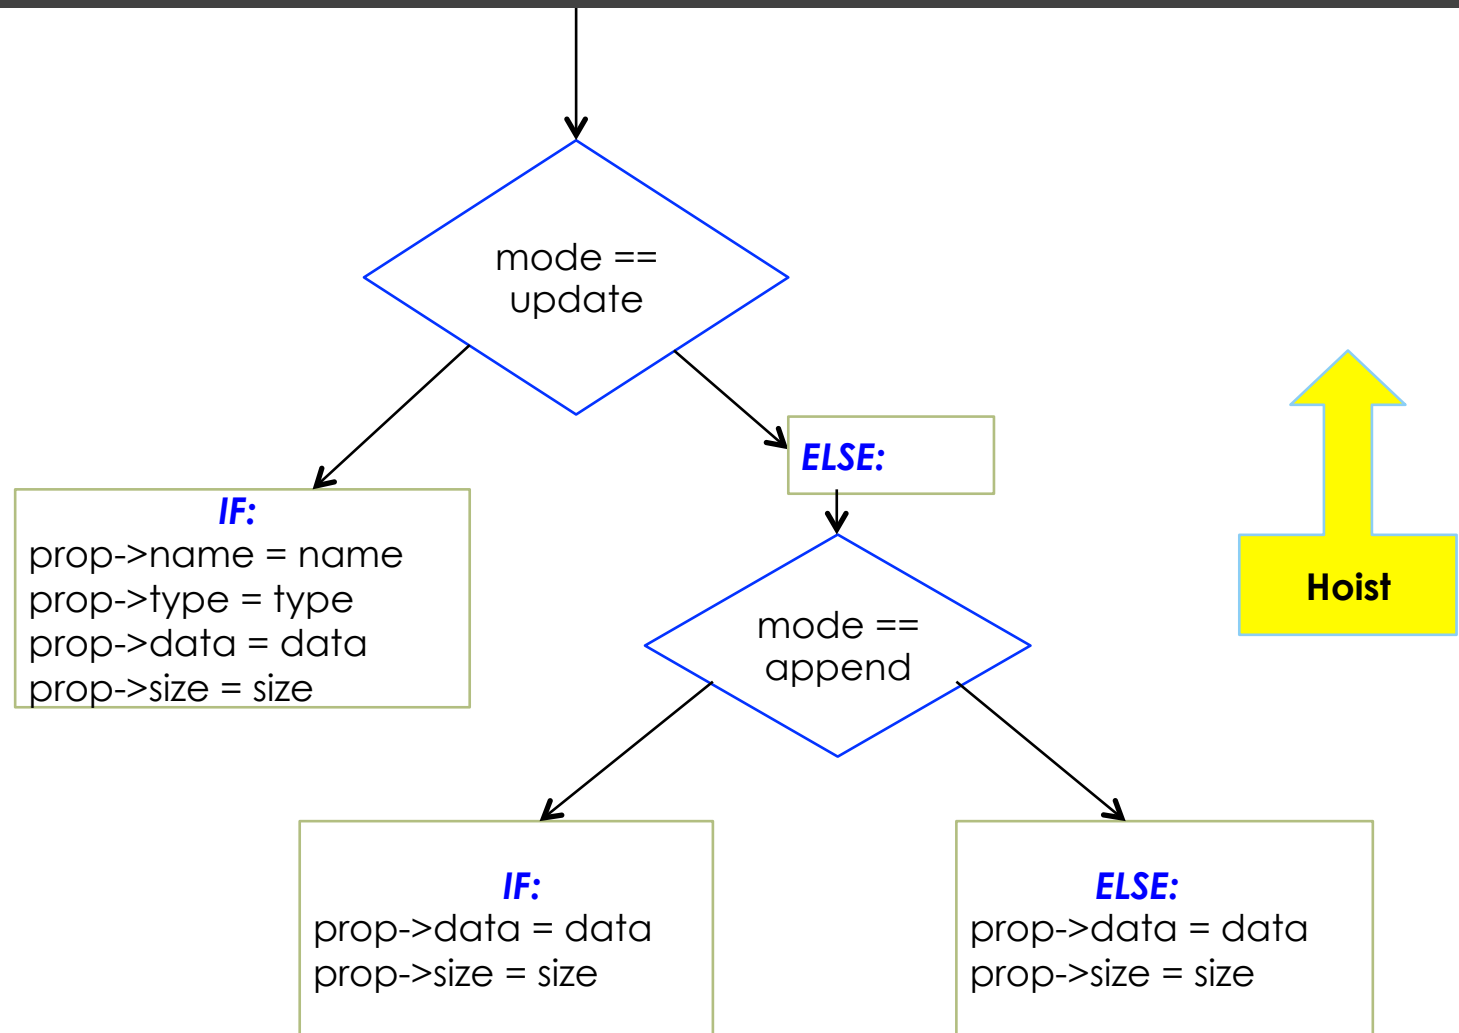 mode ==
update
ELSE:
IF:
prop->name = name
prop->type = type
prop->data = data
prop->size = size
Hoist
mode ==
append
IF:
prop->data = data
prop->size = size
ELSE:
prop->data = data
prop->size = size